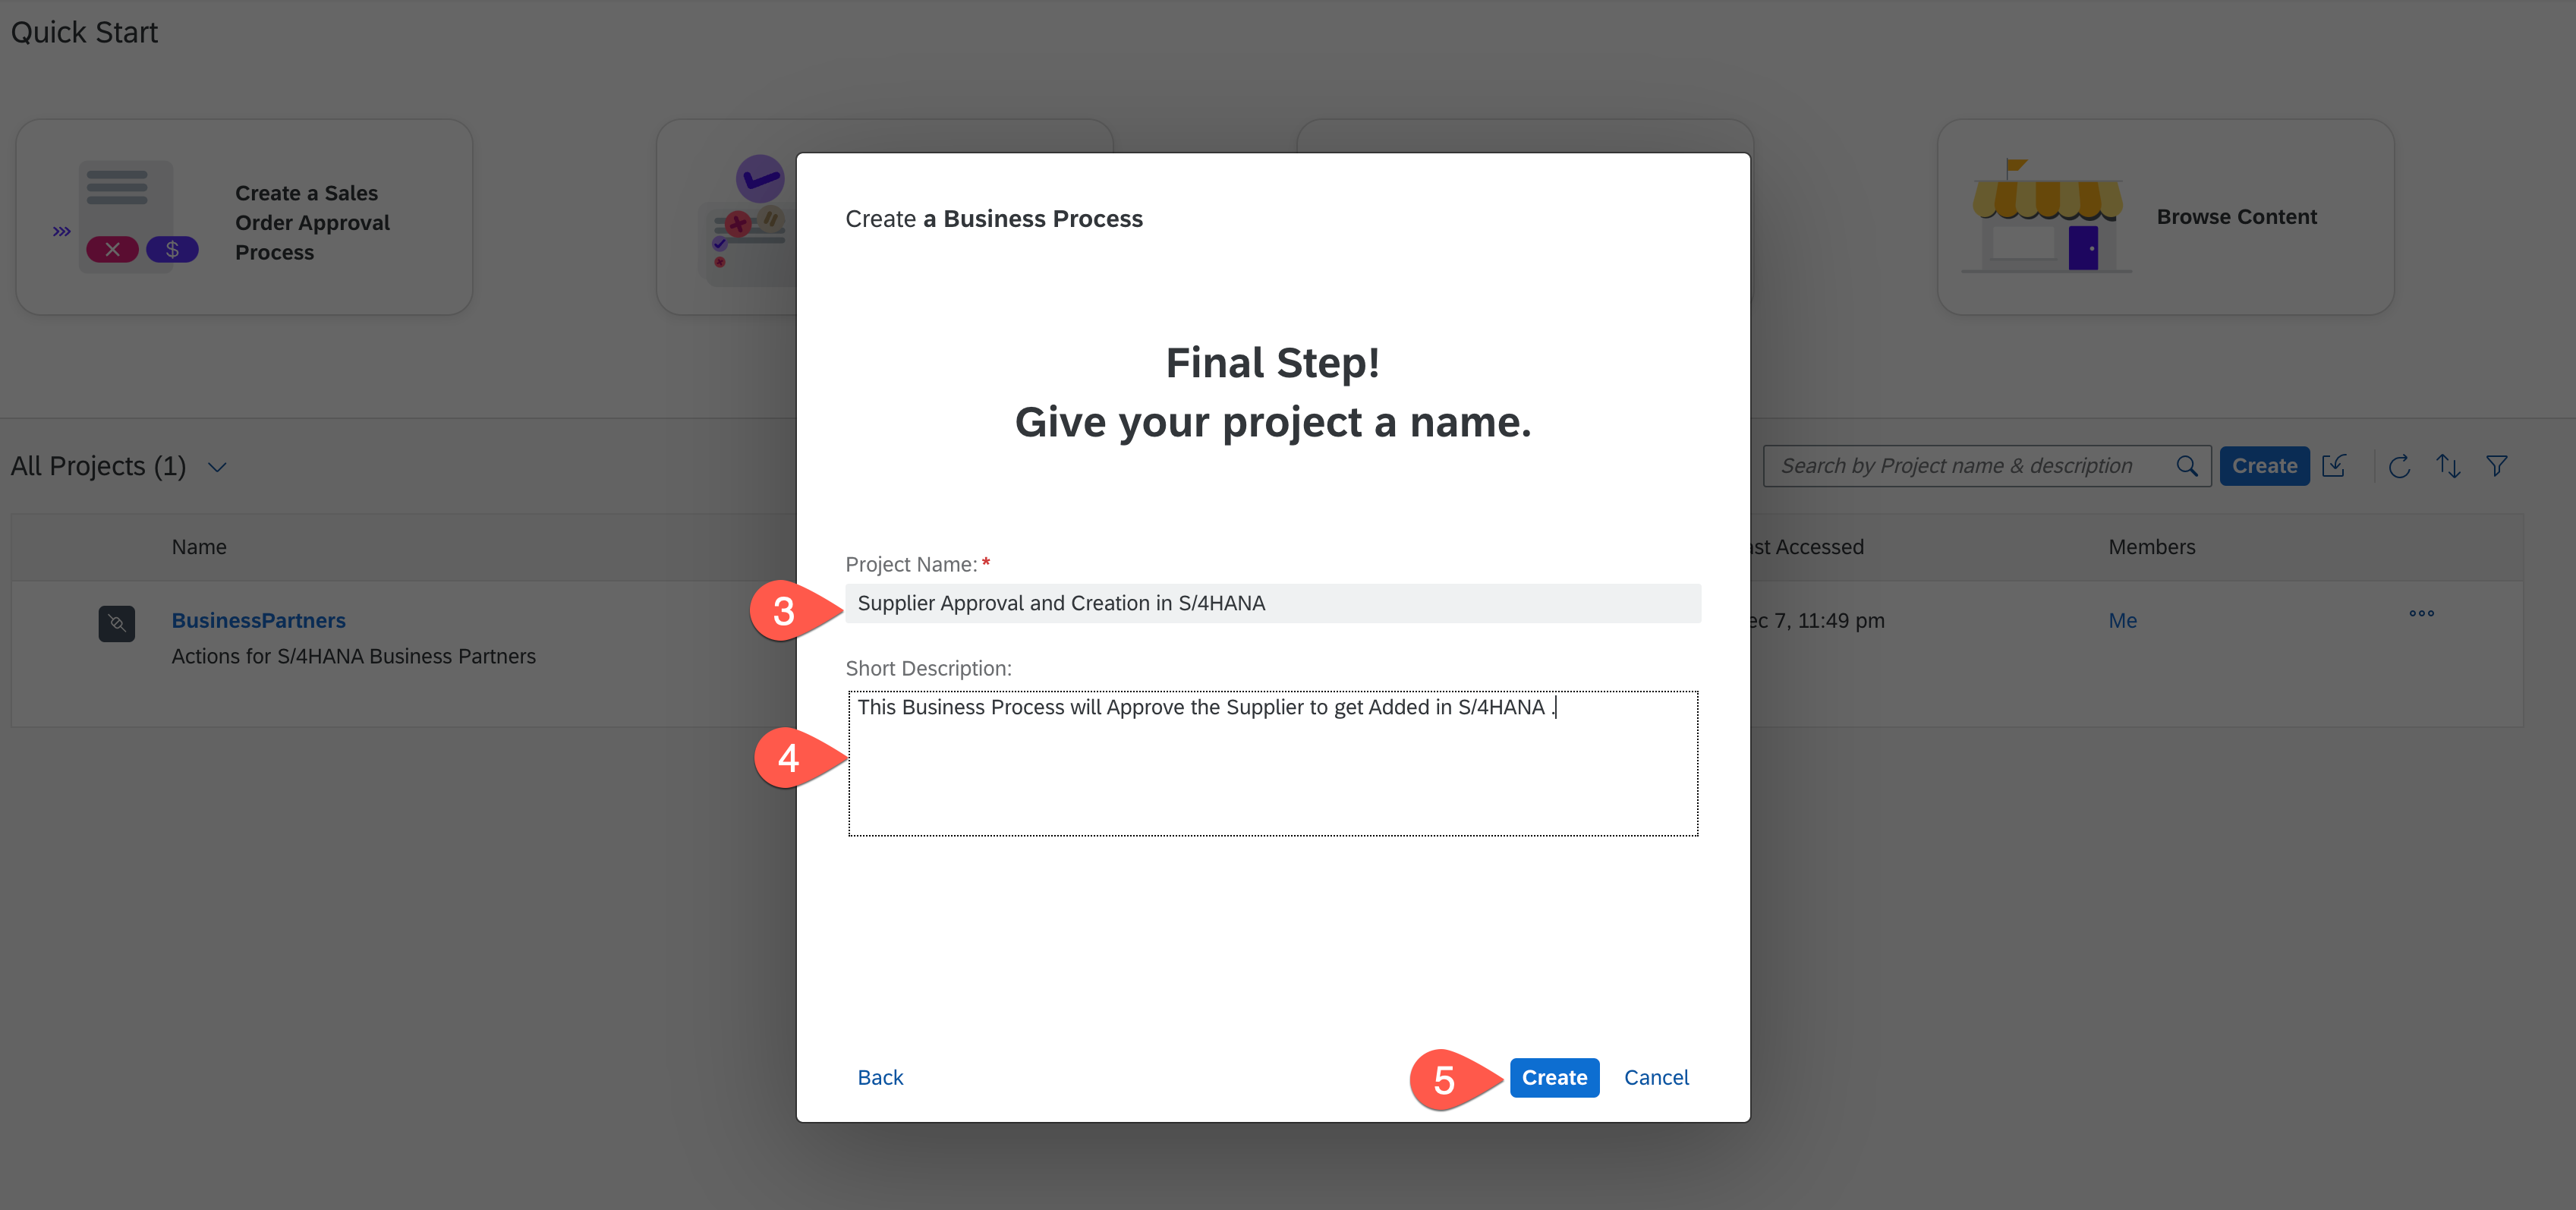 Quick Start
Create a Sales
Order Approval
Process
$
Browse Content
Create a Business Process
Final Step!
Give your project a name.
All Projects (1)
Search by Project name & description
Create
Name
ast Accessed
Members
Project Name: *
3
Supplier Approval and Creation in S/4HANA
BusinessPartners
ec 7, 11:49 pm
Me
Actions for S/4HANA Business Partners
Short Description:
This Business Process will Approve the Supplier to get Added in S/4HANA .
4
Back
5
Create
Cancel